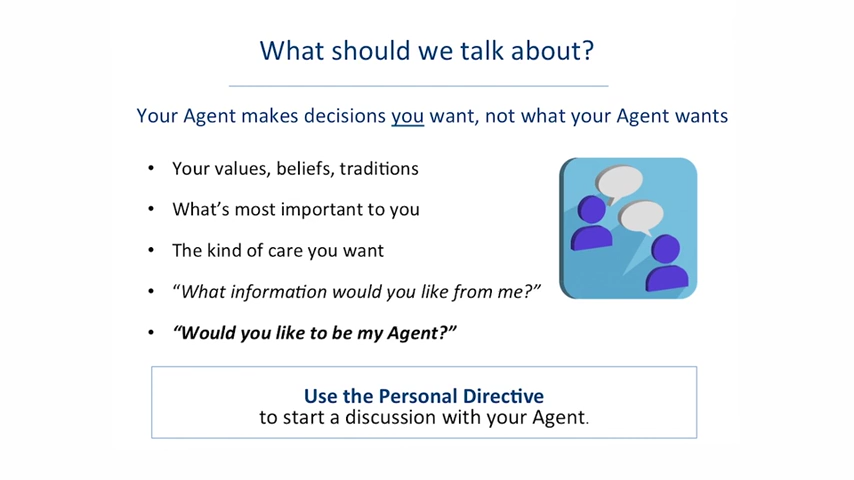 What should we talk about?
Your Agent makes decisions you want, not what your Agent wants
• Your values, beliefs, traditions
• What’s most important to you
• The kind of care you want
• “What information would you like from me?”
• “Would you like to be my Agent?”
Use the Personal Directive
to start a discussion with your Agent.